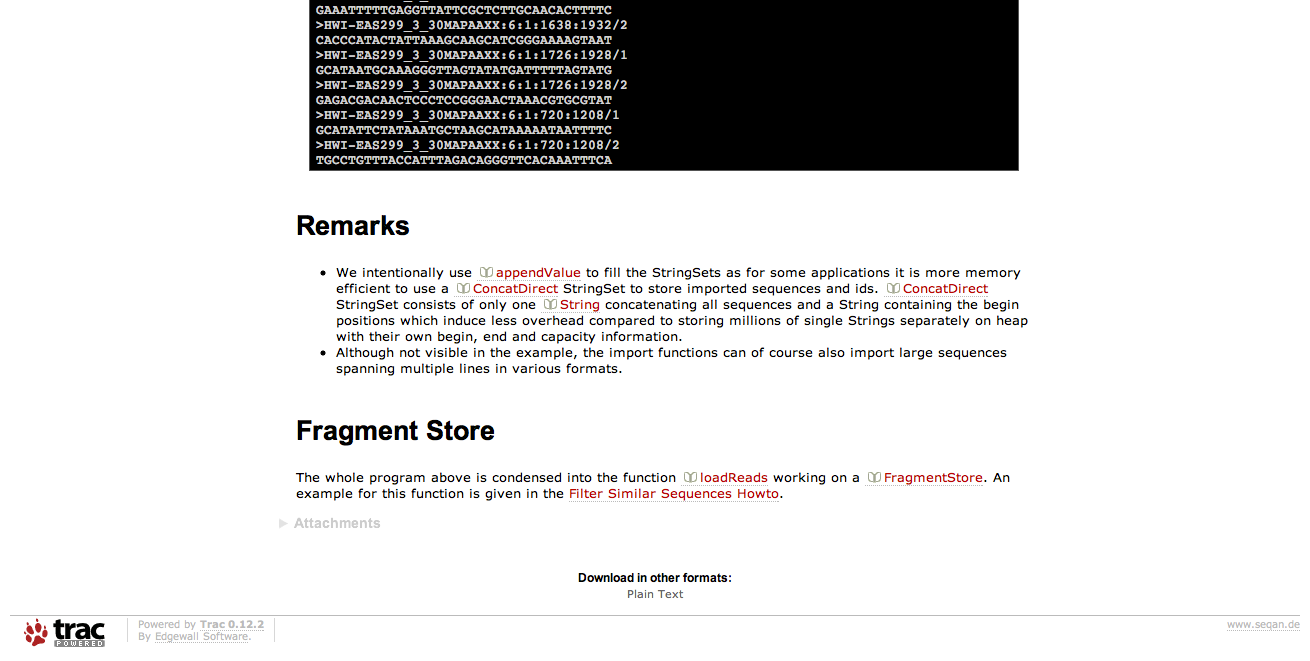 GAAATTTTTGAGGTTATTCGCTCTTGCAACACTTTTC
>HWI-EAS299_3_30MAPAAXX:6:1:1638:1932/2
CACCCATACTATTAAAGCAAGCATCGGGAAAAGTAAT
>HWI-EAS299_3_30MAPAAXX:6:1:1726:1928/1
GCATAATGCAAAGGGTTAGTATATGATTTTTAGTATG
>HWI-EAS299_3_30MAPAAXX:6:1:1726:1928/2
GAGACGACAACTCCCTCCGGGAACTAAACGTGCGTAT
>HWI-EAS299_3_30MAPAAXX:6:1:720:1208/1
GCATATTCTATAAATGCTAAGCATAAAAATAATTTTC
>HWI-EAS299_3_30MAPAAXX:6:1:720:1208/2
TGCCTGTTTACCATTTAGACAGGGTTCACAAATTTCA
Remarks
• We intentionally use appendValue to fill the StringSets as for some applications it is more memory
efficient to use a ConcatDirect StringSet to store imported sequences and ids. ConcatDirect
StringSet consists of only one String concatenating all sequences and a String containing the begin
positions which induce less overhead compared to storing millions of single Strings separately on heap
with their own begin, end and capacity information.
• Although not visible in the example, the import functions can of course also import large sequences
spanning multiple lines in various formats.
Fragment Store
The whole program above is condensed into the function loadReads working on a FragmentStore. An
example for this function is given in the Filter Similar Sequences Howto.
Attachments
Download in other formats:
Plain Text
trac
POWERED
Powered by Trac 0.12.2
By Edgewall Software.
www.seqan.de